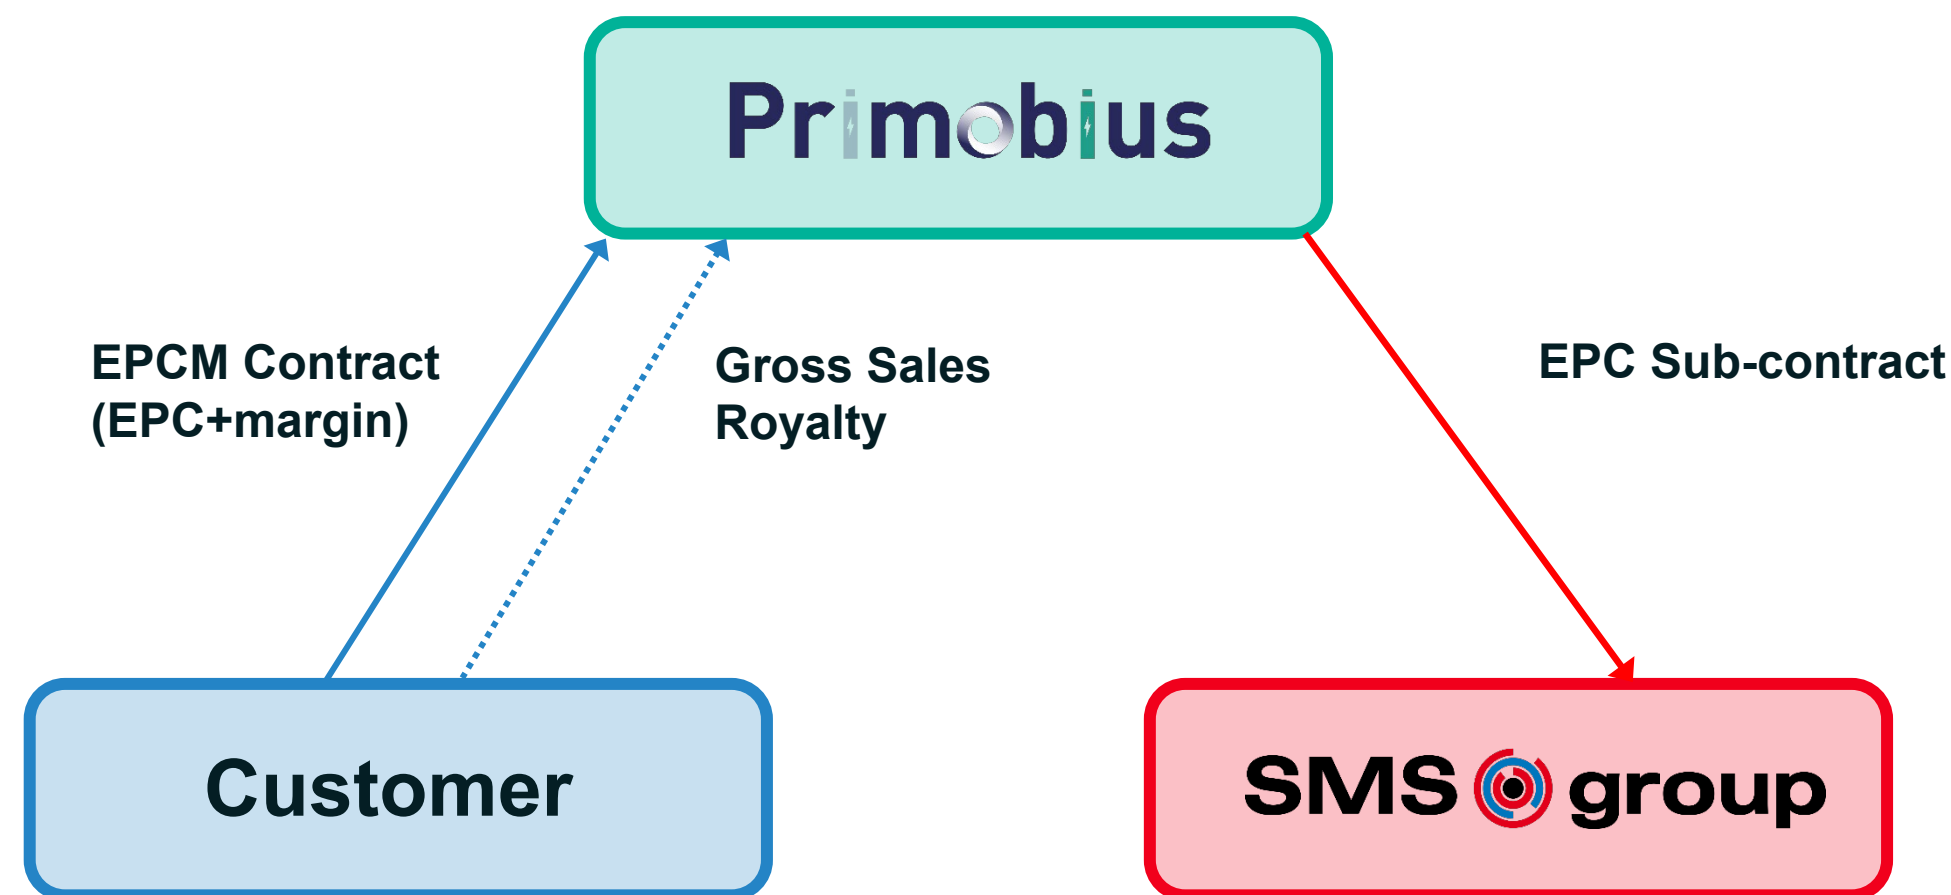 Primobius
EPCM Contract
(EPC+margin)
Gross Sales
Royalty
EPC Sub-contract
Customer
SMS group